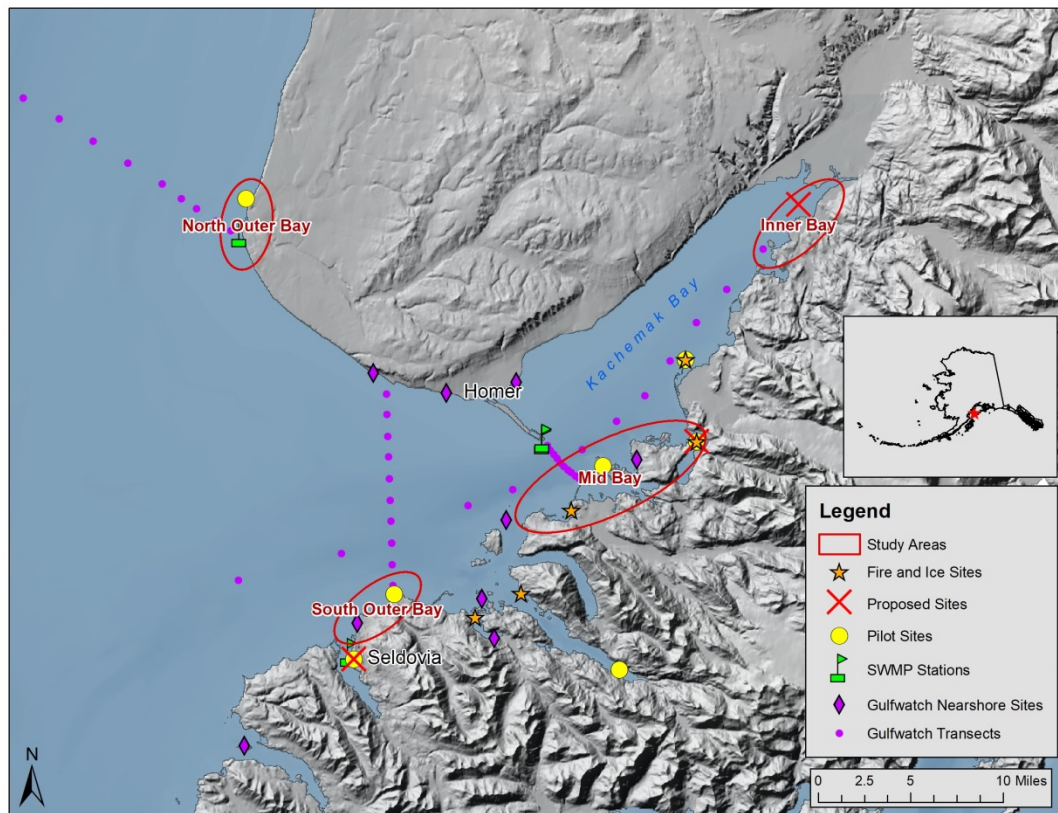 North Outer Bay
Inner Bay
Kachemak Bay
Homer
Mid Bay
South Outer Bay
Seldovia
N
Legend
Study Areas
Fire and Ice Sites
Proposed Sites
Pilot Sites
SWMP Stations
Gulfwatch Nearshore Sites
Gulfwatch Transects
0 2.5 5 10 Miles